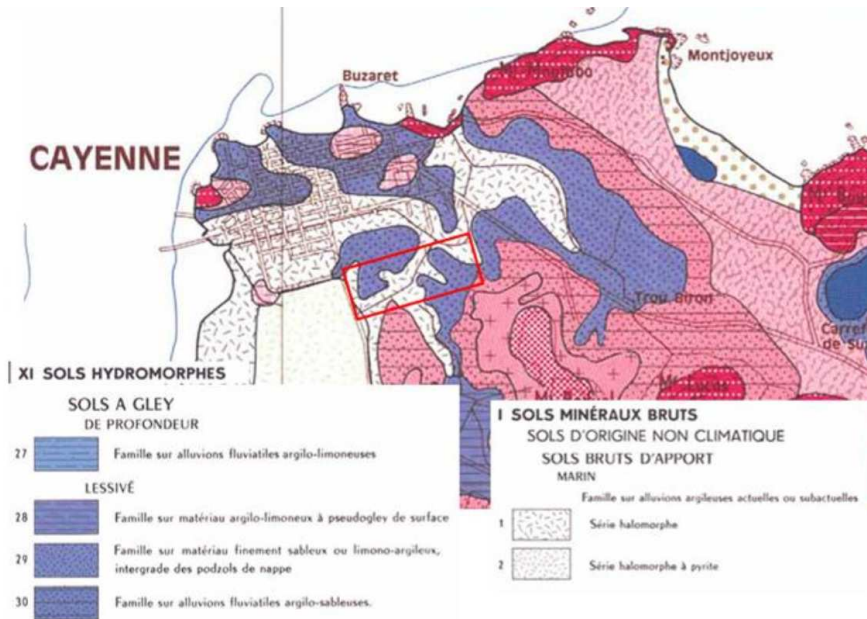 Montjoyeux
Buzaret
CAYENNE
Trou Biron
XI SOLS HYDROMORPHES
SOLS A GLEY
DE PROFONDEUR
27 Famille sur alluvions fluviatiles argilo-limoneuses
LESSIVÉ
28 Famille sur matériau argilo-limoneux à pseudogley de surface
29 Famille sur matériau finement sableux ou limono-argileux,
intergrade des podzols de nappe
30 Famille sur alluvions fluviatiles argilo-sableuses.
I SOLS MINÉRAUX BRUTS
SOLS D'ORIGINE NON CLIMATIQUE
SOLS BRUTS D'APPORT
MARIN
Famille sur alluvions argileuses actuelles ou subactuelles
1 Série halomorphe
2 Série halomorphe à pyrite